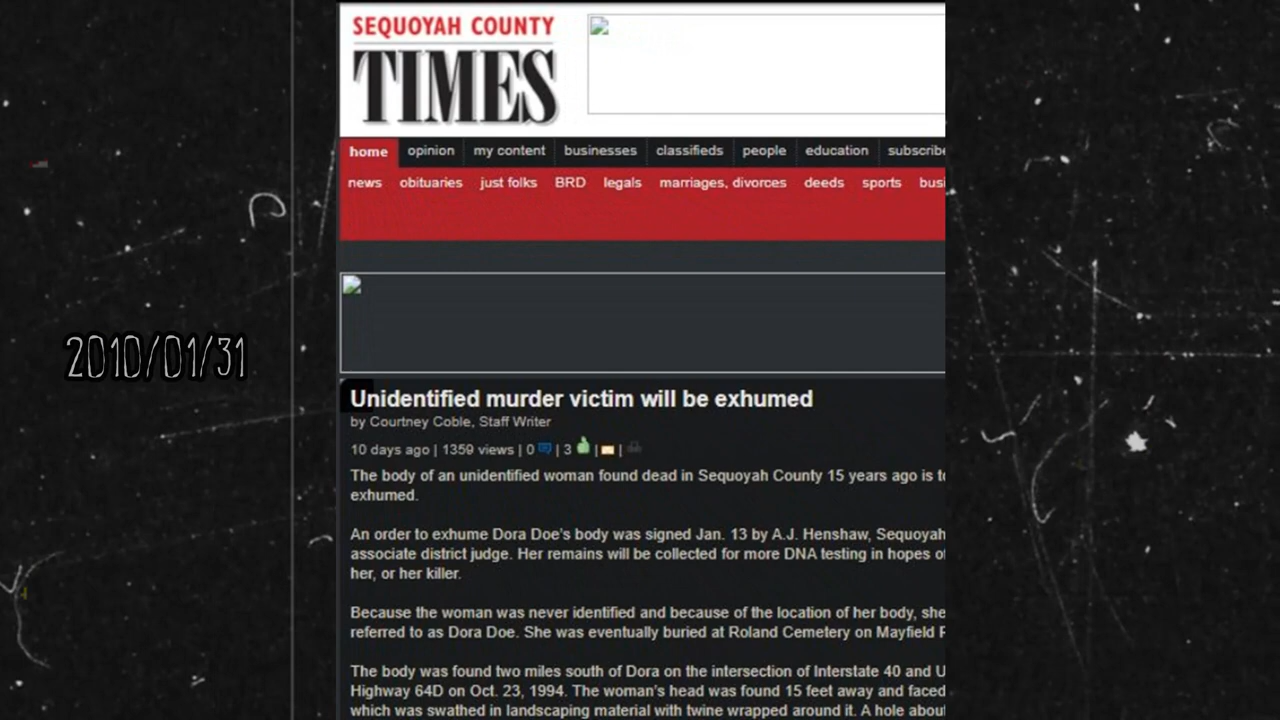 SEQUOYAH COUNTY
TIMES
home opinion my content businesses classifieds people education subscribe
news obituaries just folks BRD legals marriages, divorces deeds sports busi
2010/01/31
Unidentified murder victim will be exhumed
by Courtney Coble, Staff Writer
10 days ago | 1359 views | 0 | 3 | |
The body of an unidentified woman found dead in Sequoyah County 15 years ago is to
exhumed.
An order to exhume Dora Doe's body was signed Jan. 13 by A.J. Henshaw, Sequoyah
associate district judge. Her remains will be collected for more DNA testing in hopes of
her, or her killer.
Because the woman was never identified and because of the location of her body, she
referred to as Dora Doe. She was eventually buried at Roland Cemetery on Mayfield
The body was found two miles south of Dora on the intersection of Interstate 40 and U
Highway 64D on Oct. 23, 1994. The woman's head was found 15 feet away and faced
which was swathed in landscaping material with twine wrapped around it. A hole about